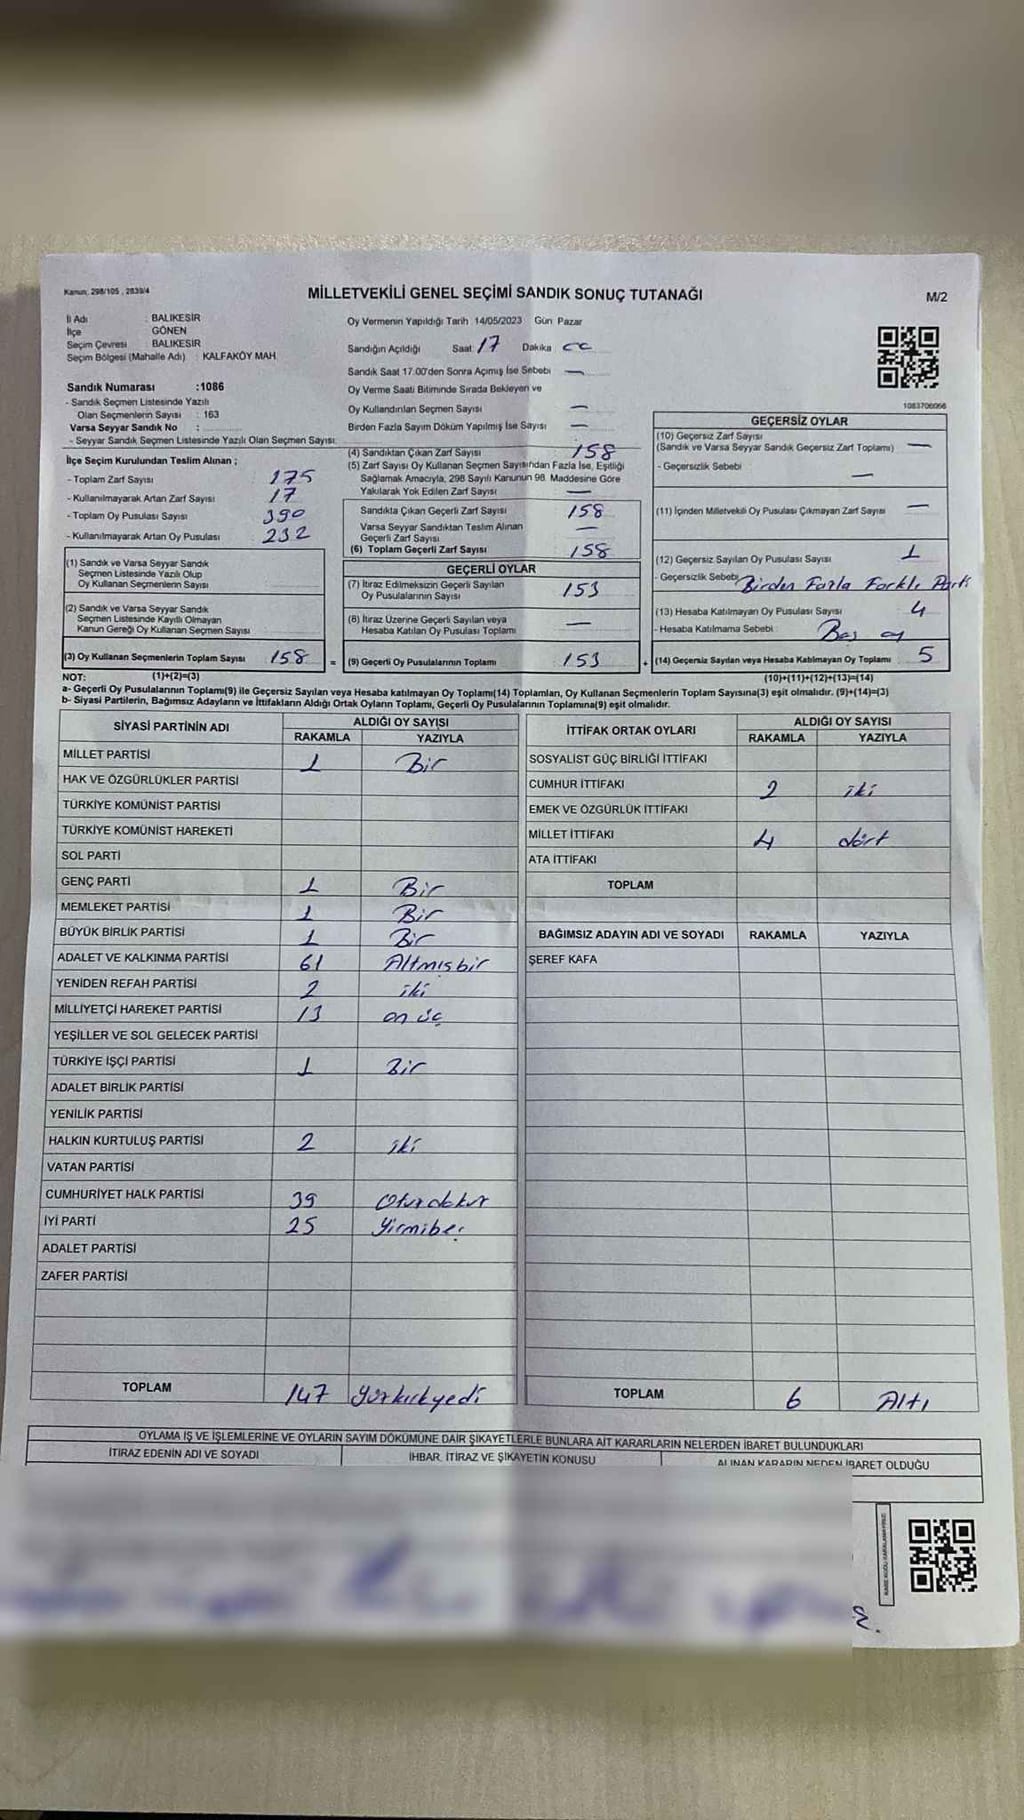 Kanun: 298/105 , 2839/4
MİLLETVEKİLİ GENEL SEÇİMİ SANDIK SONUÇ TUTANAĞI
M/2
İl Adı : BALIKESİR
İlçe GÖNEN
Seçim Çevresi : BALIKESİR
Seçim Bölgesi (Mahalle Adı) : KALFAKÖY MAH.
Sandık Numarası :1086
- Sandık Seçmen Listesinde Yazılı
Olan Seçmenlerin Sayısı : 163
Varsa Seyyar Sandık No :
- Seyyar Sandık Seçmen Listesinde Yazılı Olan Seçmen Sayısı:
İlçe Seçim Kurulundan Teslim Alınan ;
- Toplam Zarf Sayısı 175
- Kullanılmayarak Artan Zarf Sayısı 17
- Toplam Oy Pusulası Sayısı 390
- Kullanılmayarak Artan Oy Pusulası 232
(1) Sandık ve Varsa Seyyar Sandık
Seçmen Listesinde Yazılı Olup
Oy Kullanan Seçmenlerin Sayısı
(2) Sandık ve Varsa Seyyar Sandık
Seçmen Listesinde Kayıtlı Olmayan
Kanun Gereği Oy Kullanan Seçmen Sayısı
(3) Oy Kullanan Seçmenlerin Toplam Sayısı 158 =
Oy Vermenin Yapıldığı Tarih :14/05/2023 Gün Pazar
Sandığın Açıldığı Saat: 17 Dakika
Sandık Saat 17.00'den Sonra Açımış İse Sebebi —
Oy Verme Saati Bitiminde Sırada Bekleyen ve
Oy Kullandırılan Seçmen Sayısı —
Birden Fazla Sayım Döküm Yapılmış İse Sayısı —
(4) Sandıktan Çıkan Zarf Sayısı 158
(5) Zarf Sayısı Oy Kullanan Seçmen Sayısından Fazla İse, Eşitliği
Sağlamak Amacıyla, 298 Sayılı Kanunun 98. Maddesine Göre
Yakılarak Yok Edilen Zarf Sayısı —
Sandıkta Çıkan Geçerli Zarf Sayısı 158
Varsa Seyyar Sandıktan Teslim Alınan
Geçerli Zarf Sayısı —
(6) Toplam Geçerli Zarf Sayısı 158
GEÇERLİ OYLAR
(7) İtiraz Edilmeksizin Geçerli Sayılan
Oy Pusulalarının Sayısı 153
(8) İtiraz Üzerine Geçerli Sayılan veya
Hesaba Katılan Oy Pusulası Toplamı —
(9) Geçerli Oy Pusulalarının Toplamı 153 +
1083706066
GEÇERSİZ OYLAR
(10) Geçersiz Zarf Sayısı
(Sandık ve Varsa Seyyar Sandık Geçersiz Zarf Toplamı) —
- Geçersizlik Sebebi —
(11) İçinden Milletvekili Oy Pusulası Çıkmayan Zarf Sayısı —
(12) Geçersiz Sayılan Oy Pusulası Sayısı 1
- Geçersizlik Sebebi Birden Fazla Farklı Parti
(13) Hesaba Katılmayan Oy Pusulası Sayısı 4
- Hesaba Katılmama Sebebi : Boş oy
(14) Geçersiz Sayılan veya Hesaba Katılmayan Oy Toplamı 5
NOT: (1)+(2)=(3)
(10)+(11)+(12)+(13)=(14)
a- Geçerli Oy Pusulalarının Toplamı(9) ile Geçersiz Sayılan veya Hesaba katılmayan Oy Toplamı(14) Toplamları, Oy Kullanan Seçmenlerin Toplam Sayısına(3) eşit olmalıdır. (9)+(14)=(3)
b- Siyasi Partilerin, Bağımsız Adayların ve İttifakların Aldığı Ortak Oyların Toplamı, Geçerli Oy Pusulalarının Toplamına(9) eşit olmalıdır.
SİYASİ PARTİNİN ADI ALDIĞI OY SAYISI
RAKAMLA YAZIYLA
MİLLET PARTİSİ 1 Bir
HAK VE ÖZGÜRLÜKLER PARTİSİ
TÜRKİYE KOMÜNİST PARTİSİ
TÜRKİYE KOMÜNİST HAREKETİ
SOL PARTİ
GENÇ PARTİ 1 Bir
MEMLEKET PARTİSİ 1 Bir
BÜYÜK BİRLİK PARTİSİ 1 Bir
ADALET VE KALKINMA PARTİSİ 61 Altmışbir
YENİDEN REFAH PARTİSİ 2 iki
MİLLİYETÇİ HAREKET PARTİSİ 13 on üç
YEŞİLLER VE SOL GELECEK PARTİSİ
TÜRKİYE İŞÇİ PARTİSİ 1 Bir
ADALET BİRLİK PARTİSİ
YENİLİK PARTİSİ
HALKIN KURTULUŞ PARTİSİ 2 iki
VATAN PARTİSİ
CUMHURİYET HALK PARTİSİ 39 Oturdokuz
İYİ PARTİ 25 Yirmibeş
ADALET PARTİSİ
ZAFER PARTİSİ
TOPLAM 147 Yüzkırkyedi
İTTİFAK ORTAK OYLARI ALDIĞI OY SAYISI
RAKAMLA YAZIYLA
SOSYALİST GÜÇ BİRLİĞİ İTTİFAKI
CUMHUR İTTİFAKI 2 iki
EMEK VE ÖZGÜRLÜK İTTİFAKI
MİLLET İTTİFAKI 4 dört
ATA İTTİFAKI
TOPLAM
BAĞIMSIZ ADAYIN ADI VE SOYADI RAKAMLA YAZIYLA
ŞEREF KAFA
TOPLAM 6 Altı
OYLAMA İŞ VE İŞLEMLERİNE VE OYLARIN SAYIM DÖKÜMÜNE DAİR ŞİKAYETLERLE BUNLARA AİT KARARLARIN NELERDEN İBARET BULUNDUKLARI
İTİRAZ EDENİN ADI VE SOYADI İHBAR, İTİRAZ VE ŞİKAYETİN KONUSU ALINAN KARARIN NEDEN İBARET OLDUĞU